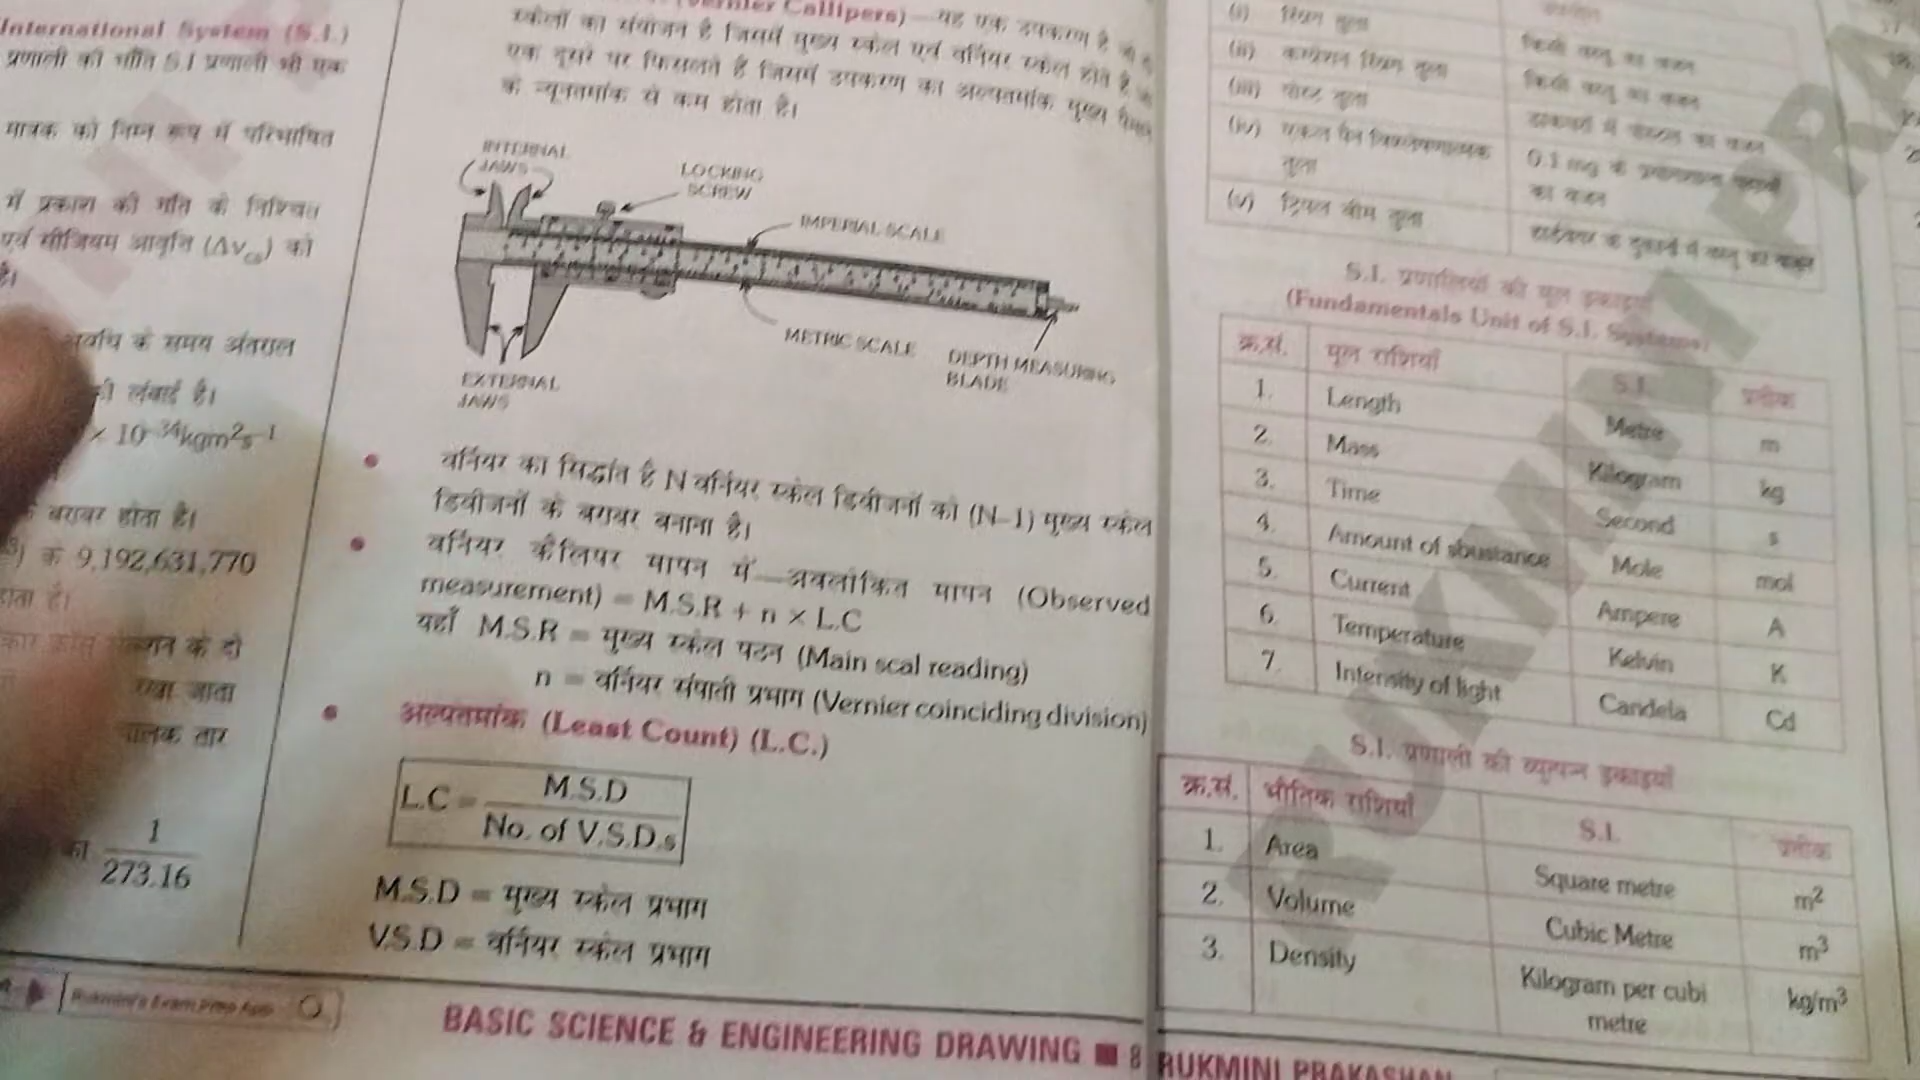 International System (S.I.)
प्रणाली की भाँति S.I प्रणाली भी एक
मात्रक को निम्न रूप में परिभाषित
में प्रकाश की गति के निश्चित
एवं सीजियम आवृत्ति (Δνcs) को
है।
के समय अंतराल
की लंबाई है।
× 10⁻³⁴kgm²s⁻¹
के बराबर होता है।
के 9,192,631,770
होता है।
के दो
रखा जाता
चालक तार
का 1/273.16
(Vernier Callipers)—यह एक उपकरण है
स्केलों का संयोजन है जिसमें मुख्य स्केल एवं वर्नियर स्केल होते है,
एक दूसरे पर फिसलते है जिसमें उपकरण का अल्पतमांक मुख्य
के न्यूनतमांक से कम होता है।
INTERNAL
JAWS
LOCKING
SCREW
IMPERIAL SCALE
METRIC SCALE
DEPTH MEASURING
BLADE
EXTERNAL
JAWS
• वर्नियर का सिद्धांत है N वर्नियर स्केल डिवीजनों को (N–1) मुख्य स्केल
डिवीजनों के बराबर बनाना है।
• वर्नियर कैलिपर मापन में—अवलोकित मापन (Observed
measurement) = M.S.R + n × L.C
यहाँ M.S.R = मुख्य स्केल पठन (Main scal reading)
n = वर्नियर संपाती प्रभाग (Vernier coinciding division)
• अल्पतमांक (Least Count) (L.C.)
L.C = M.S.D / No. of V.S.D.s
M.S.D = मुख्य स्केल प्रभाग
V.S.D = वर्नियर स्केल प्रभाग
Rukmini's Exam Prep App
BASIC SCIENCE & ENGINEERING DRAWING ■ 8
(i) स्प्रिंग तुला किसी वस्तु का वजन
(ii) कम्प्रेशन स्प्रिंग तुला किसी वस्तु का वजन
(iii) पोस्ट तुला डाकघरों में पोस्टल का वजन
(iv) एकल पैन विश्लेषणात्मक 0.1 mg के
तुला का वजन
(v) ट्रिपल बीम तुला
S.I. प्रणालियों की मूल इकाइयाँ
(Fundamentals Unit of S.I. Systems)
क्र.सं. मूल राशियाँ S.I. प्रतीक
1. Length Metre m
2. Mass Kilogram kg
3. Time Second s
4. Amount of sbustance Mole mol
5. Current Ampere A
6. Temperature Kelvin K
7. Intensity of light Candela Cd
S.I. प्रणाली की व्युत्पन्न इकाइयाँ
क्र.सं. भौतिक राशियाँ S.I. प्रतीक
1. Area Square metre m²
2. Volume Cubic Metre m³
3. Density Kilogram per cubi kg/m³
metre
RUKMINI PRAKASHAN